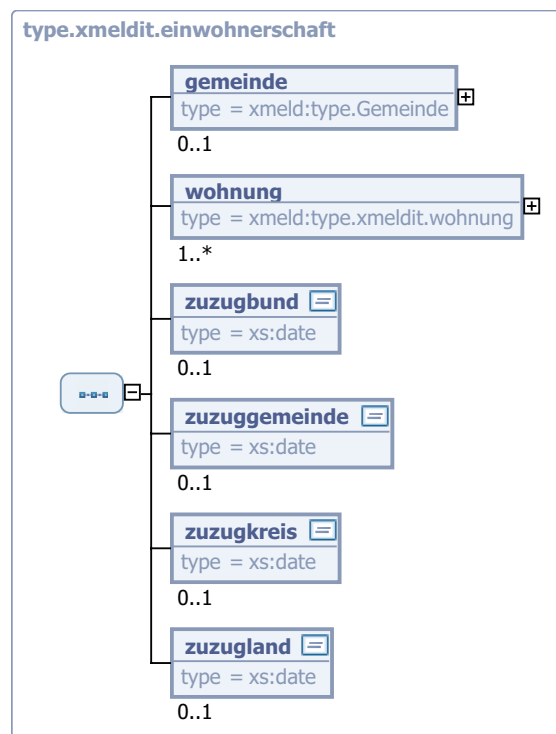 type.xmeldit.einwohnerschaft
gemeinde
type = xmeld:type.Gemeinde
0..1
wohnung
type = xmeld:type.xmeldit.wohnung
1..*
zuzugbund
type = xs:date
0..1
zuzuggemeinde
type = xs:date
0..1
zuzugkreis
type = xs:date
0..1
zuzugland
type = xs:date
0..1